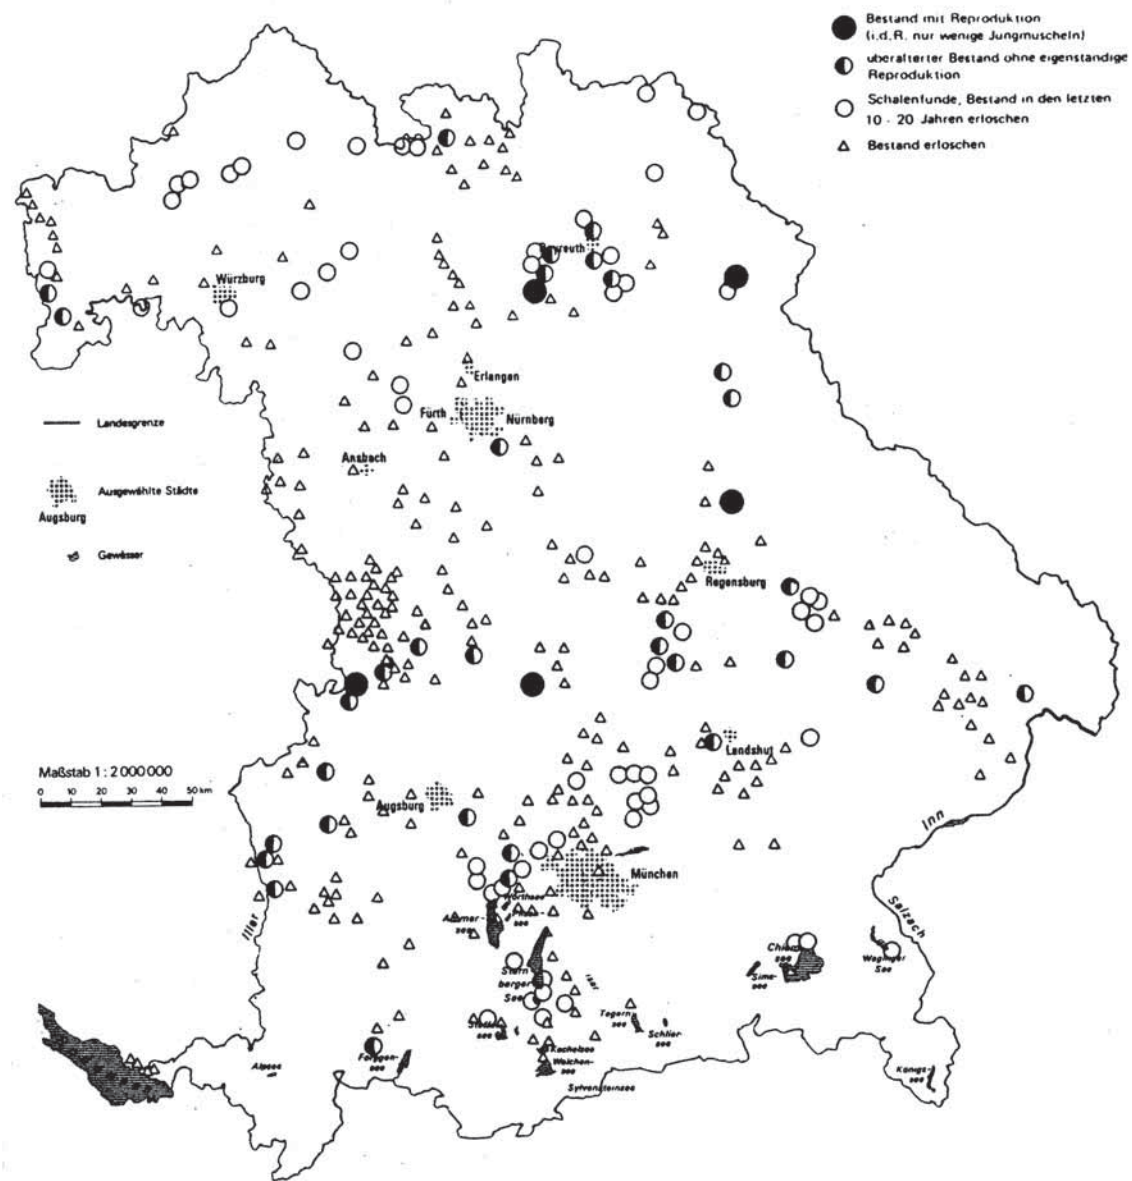 Bestand mit Reproduktion
(i.d.R. nur wenige Jungmuscheln)
uberalterter Bestand ohne eigenständige
Reproduktion
Schalenfunde, Bestand in den letzten
10 - 20 Jahren erloschen
Bestand erloschen
Bayreuth
Würzburg
Erlangen
Fürth
Nürnberg
Landesgrenze
Ansbach
Ausgewählte Städte
Augsburg
Gewässer
Regensburg
Landshut
Maßstab 1 : 2 000 000
0 10 20 30 40 50 km
Augsburg
Inn
München
Salzach
Iller
Wörthsee
Ammer-
see
Pilsen-
see
Chiem-
see
Waginger
See
Starn
berger
See
Isar
Sims-
see
Tegern
see
Schlier-
see
Staffel-
see
Kochelsee
Walchen-
see
Alpsee
Forggen-
see
Sylvensteinsee
Königs-
see